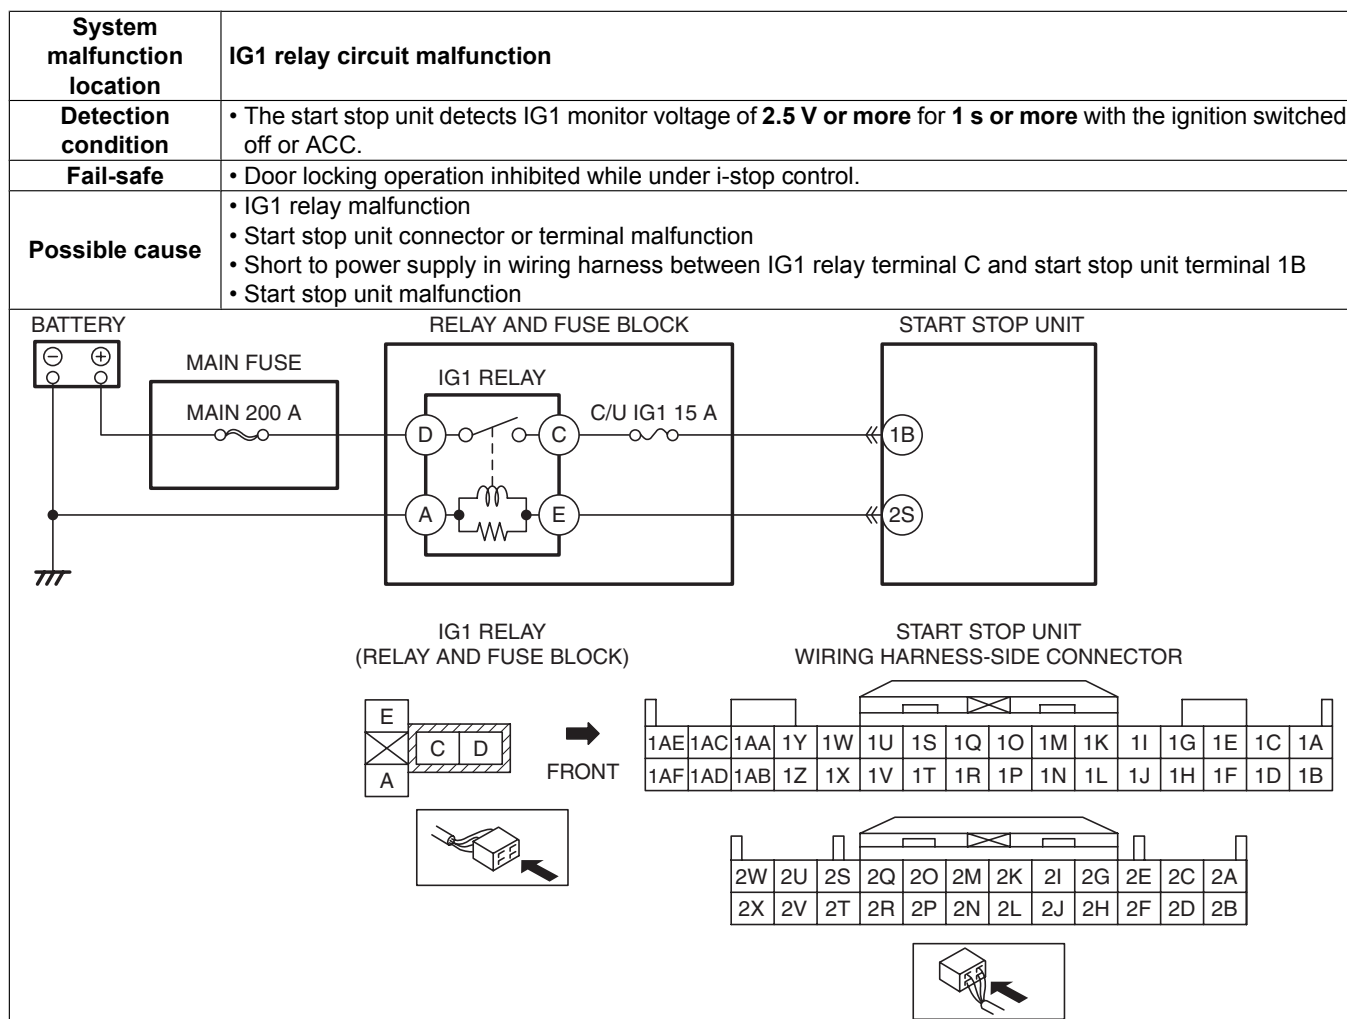 System
malfunction
location
IG1 relay circuit malfunction
Detection
condition
• The start stop unit detects IG1 monitor voltage of 2.5 V or more for 1 s or more with the ignition switched
off or ACC.
Fail-safe
• Door locking operation inhibited while under i-stop control.
Possible cause
• IG1 relay malfunction
• Start stop unit connector or terminal malfunction
• Short to power supply in wiring harness between IG1 relay terminal C and start stop unit terminal 1B
• Start stop unit malfunction
BATTERY
RELAY AND FUSE BLOCK
START STOP UNIT
MAIN FUSE
IG1 RELAY
MAIN 200 A
C/U IG1 15 A
D
C
1B
A
E
2S
IG1 RELAY
(RELAY AND FUSE BLOCK)
START STOP UNIT
WIRING HARNESS-SIDE CONNECTOR
E
C D
A
FRONT
1AE 1AC 1AA 1Y 1W 1U 1S 1Q 1O 1M 1K 1I 1G 1E 1C 1A
1AF 1AD 1AB 1Z 1X 1V 1T 1R 1P 1N 1L 1J 1H 1F 1D 1B
2W 2U 2S 2Q 2O 2M 2K 2I 2G 2E 2C 2A
2X 2V 2T 2R 2P 2N 2L 2J 2H 2F 2D 2B